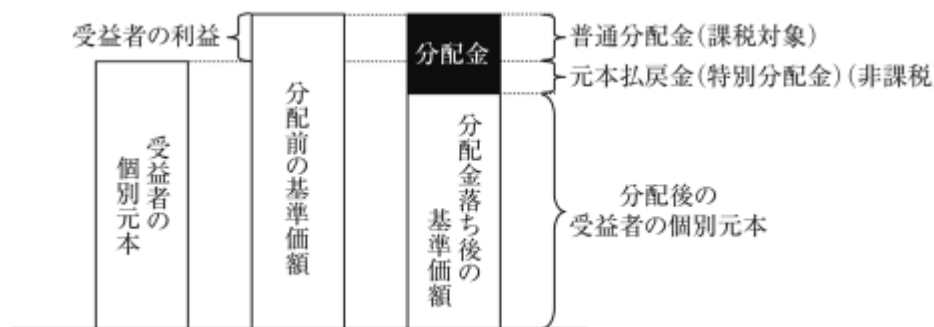 受益者の利益
分配金
普通分配金(課税対象)
元本払戻金(特別分配金)(非課税
受益者の
個別元本
分配前の基準価額
分配金落ち後の
基準価額
分配後の
受益者の個別元本